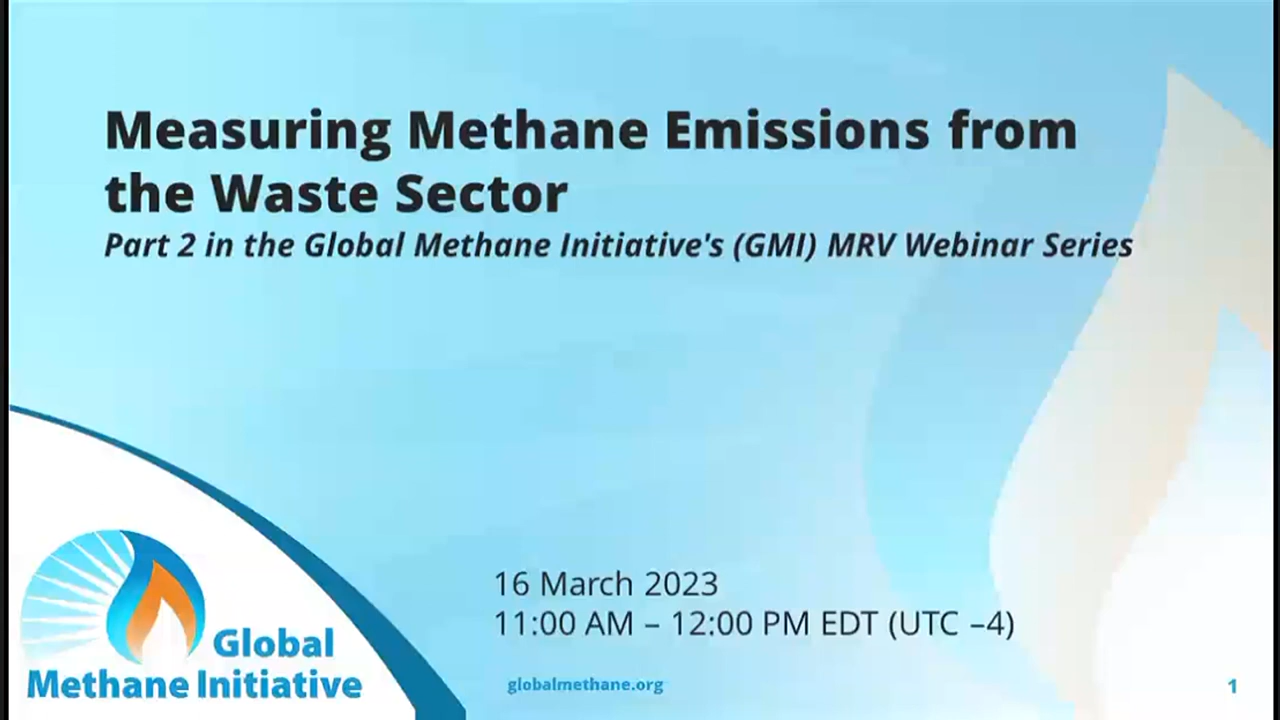 Measuring Methane Emissions from
the Waste Sector
Part 2 in the Global Methane Initiative's (GMI) MRV Webinar Series
16 March 2023
11:00 AM – 12:00 PM EDT (UTC –4)
Global
Methane Initiative
globalmethane.org
1